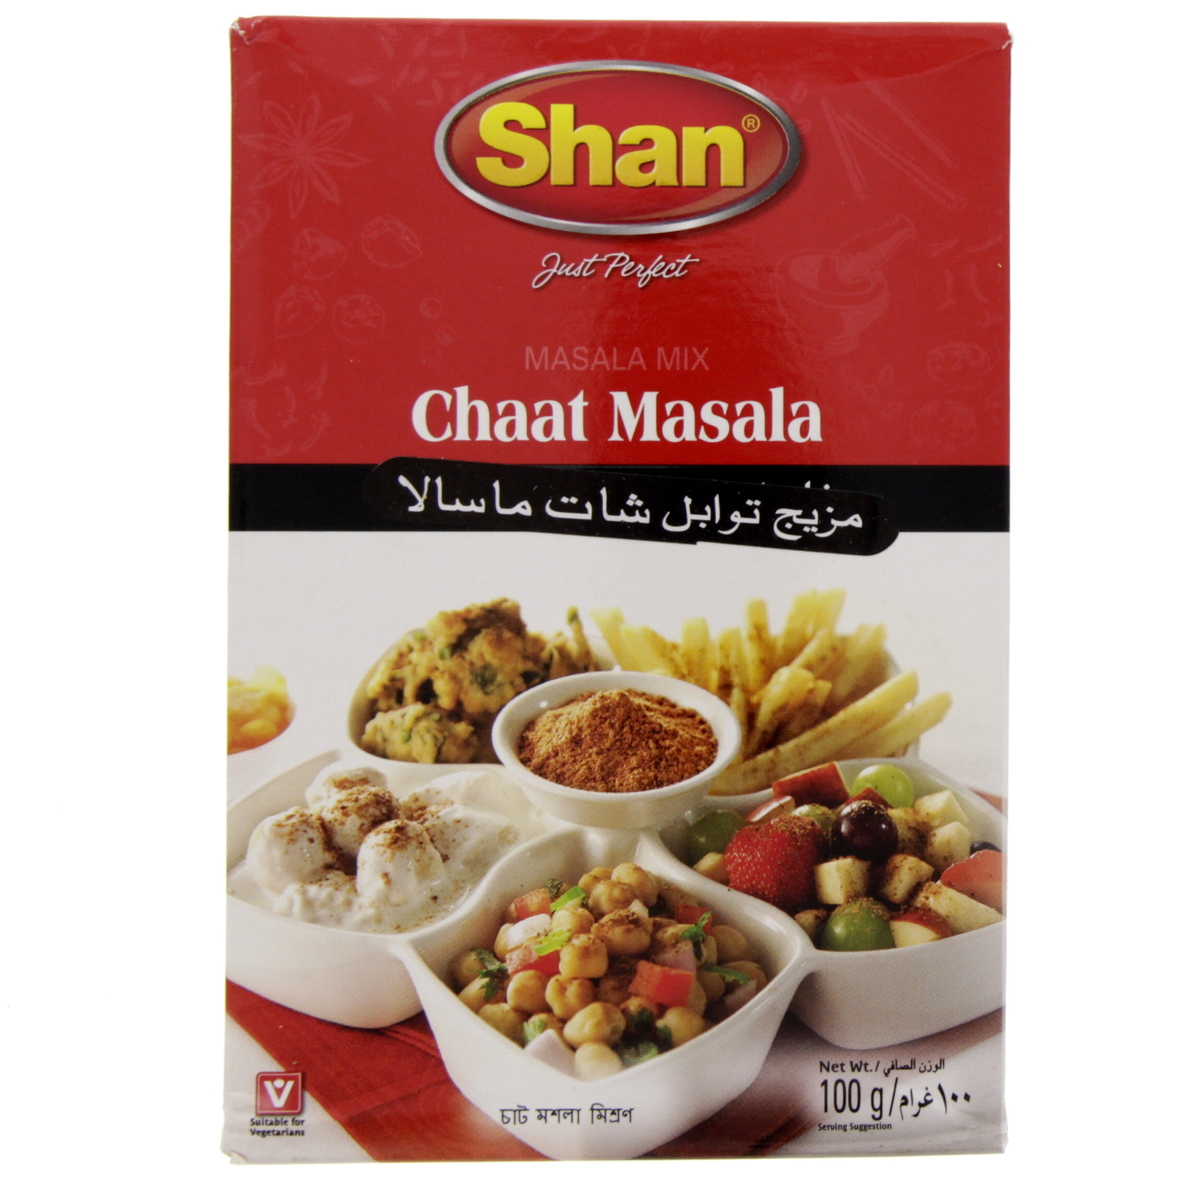 Shan®
Just Perfect
MASALA MIX
Chaat Masala
مزيج توابل شات ماسالا
Net Wt./الوزن الصافي
100 g/١٠٠ غرام
Serving Suggestion
Suitable for
Vegetarians
চাট মশলা মিশ্রণ